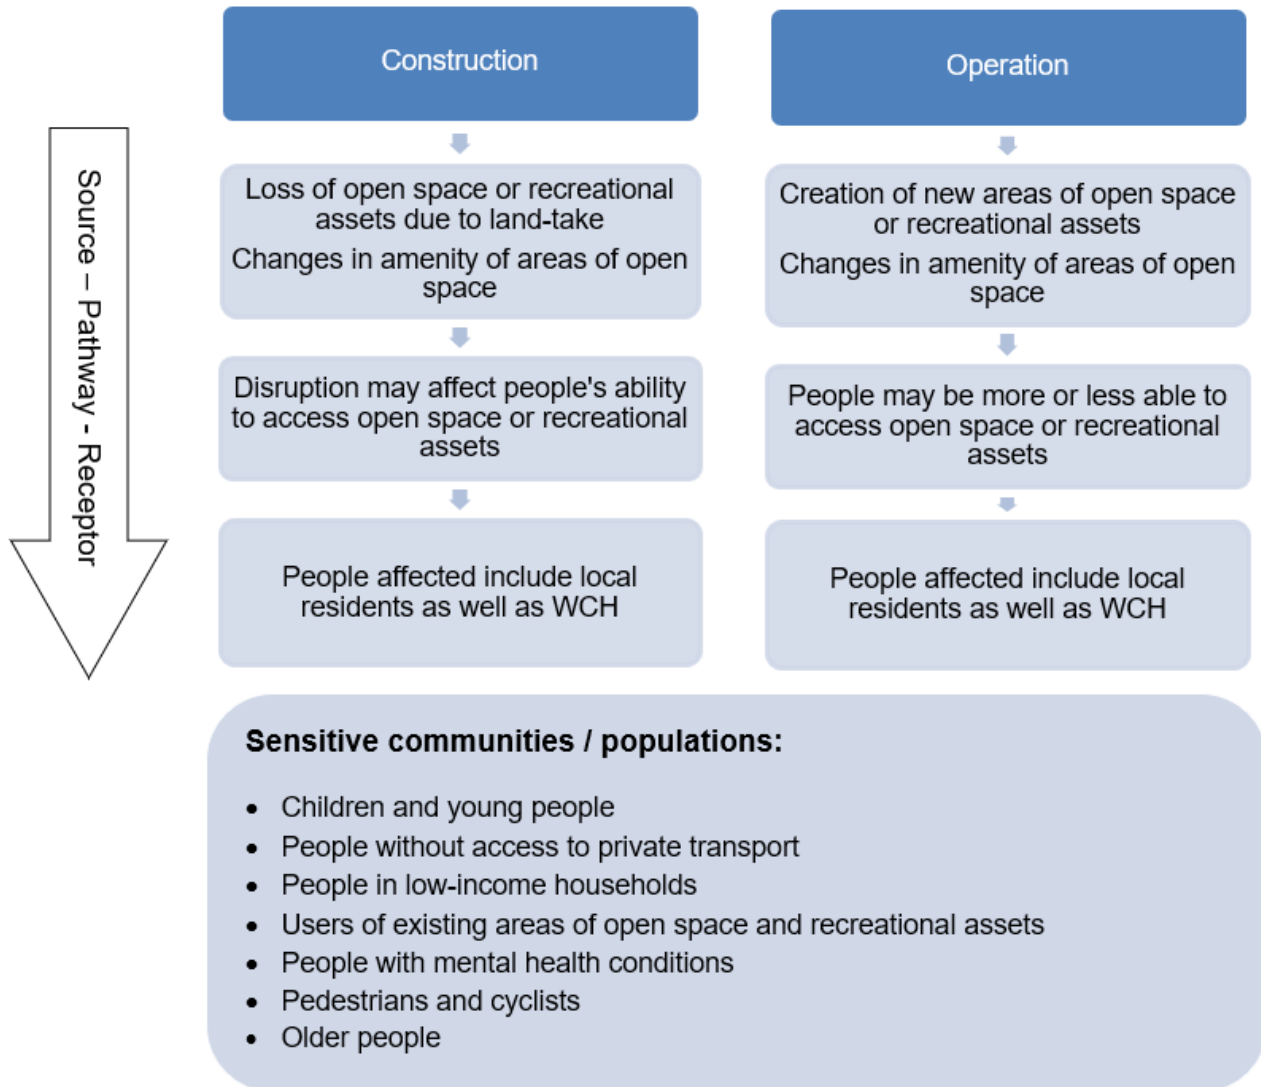 Source – Pathway - Receptor
Construction
Loss of open space or recreational
assets due to land-take
Changes in amenity of areas of open
space
Disruption may affect people's ability
to access open space or recreational
assets
People affected include local
residents as well as WCH
Operation
Creation of new areas of open space
or recreational assets
Changes in amenity of areas of open
space
People may be more or less able to
access open space or recreational
assets
People affected include local
residents as well as WCH
Sensitive communities / populations:
• Children and young people
• People without access to private transport
• People in low-income households
• Users of existing areas of open space and recreational assets
• People with mental health conditions
• Pedestrians and cyclists
• Older people